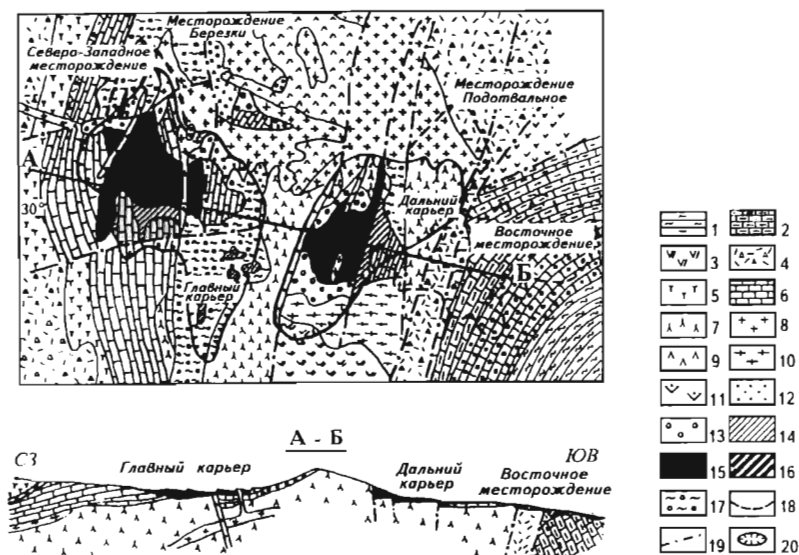 Месторождение
Березки
Северо-Западное
месторождение
Месторождение
Подотвальное
А
30°
Дальний
карьер
Восточное
месторождение
Б
Главный
карьер
1 2
3 4
5 6
7 8
9 10
11 12
13 14
15 16
17 18
19 20
А - Б
СЗ ЮВ
Главный карьер
Дальний
карьер
Восточное
месторождение